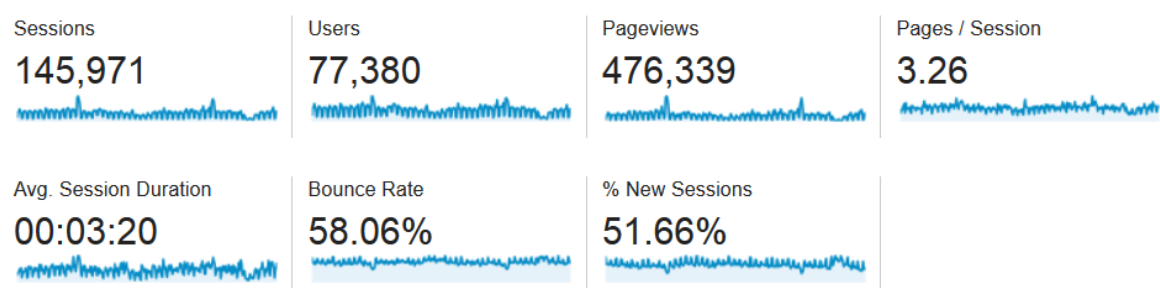 Sessions
145,971
Users
77,380
Pageviews
476,339
Pages / Session
3.26
Avg. Session Duration
00:03:20
Bounce Rate
58.06%
% New Sessions
51.66%